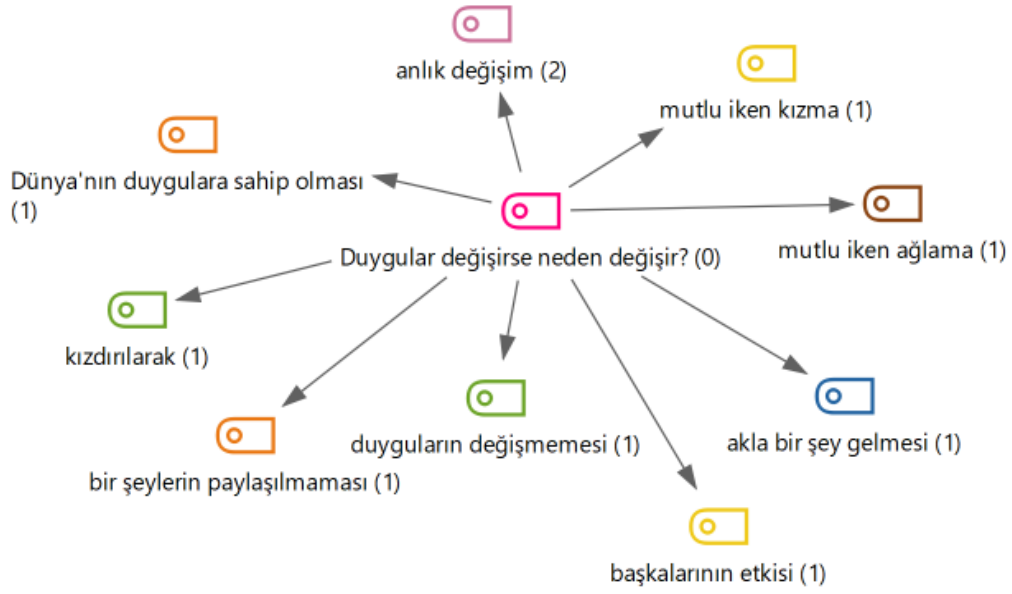 anlık değişim (2)
mutlu iken kızma (1)
Dünya'nın duygulara sahip olması
(1)
mutlu iken ağlama (1)
Duygular değişirse neden değişir? (0)
kızdırılarak (1)
duyguların değişmemesi (1)
akla bir şey gelmesi (1)
bir şeylerin paylaşılmaması (1)
başkalarının etkisi (1)